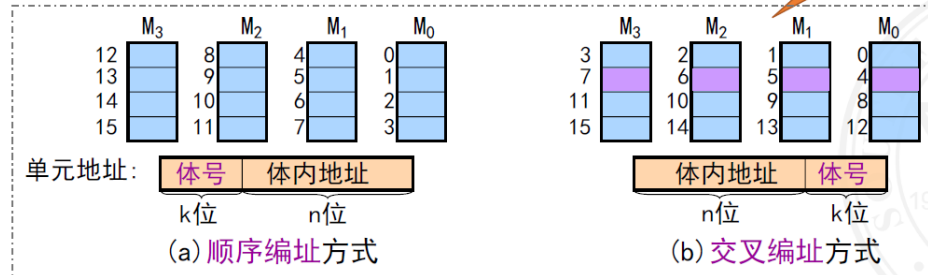 M3 M2 M1 M0 M3 M2 M1 M0
12 8 4 0 3 2 1 0
13 9 5 1 7 6 5 4
14 10 6 2 11 10 9 8
15 11 7 3 15 14 13 12
单元地址: 体号 体内地址 体内地址 体号
k位 n位 n位 k位
(a)顺序编址方式 (b)交叉编址方式